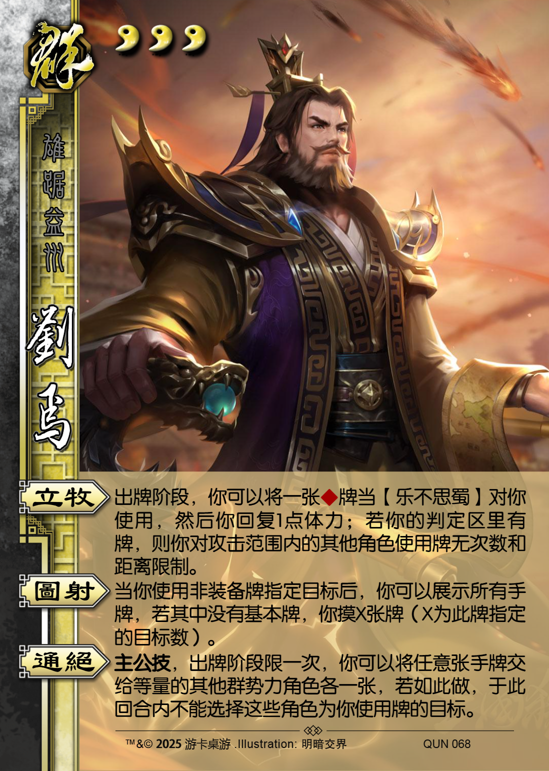 群
雄踞益州
劉焉
立牧
出牌阶段，你可以将一张♦牌当【乐不思蜀】对你
使用，然后你回复1点体力；若你的判定区里有
牌，则你对攻击范围内的其他角色使用牌无次数和
距离限制。
圖射
当你使用非装备牌指定目标后，你可以展示所有手
牌，若其中没有基本牌，你摸X张牌（X为此牌指定
的目标数）。
通絕
主公技，出牌阶段限一次，你可以将任意张手牌交
给等量的其他群势力角色各一张，若如此做，于此
回合内不能选择这些角色为你使用牌的目标。
™&© 2025 游卡桌游 .Illustration: 明暗交界 QUN 068